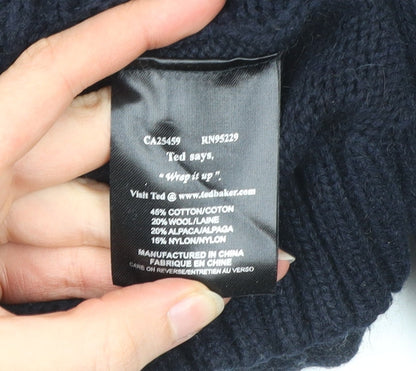 CA25459 RN95229
Ted says,
"Wrap it up".
Visit Ted @ www.tedbaker.com
45% COTTON/COTON
20% WOOL/LAINE
20% ALPACA/ALPAGA
15% NYLON/NYLON
MANUFACTURED IN CHINA
FABRIQUE EN CHINE
CARE ON REVERSE/ENTRETIEN AU VERSO